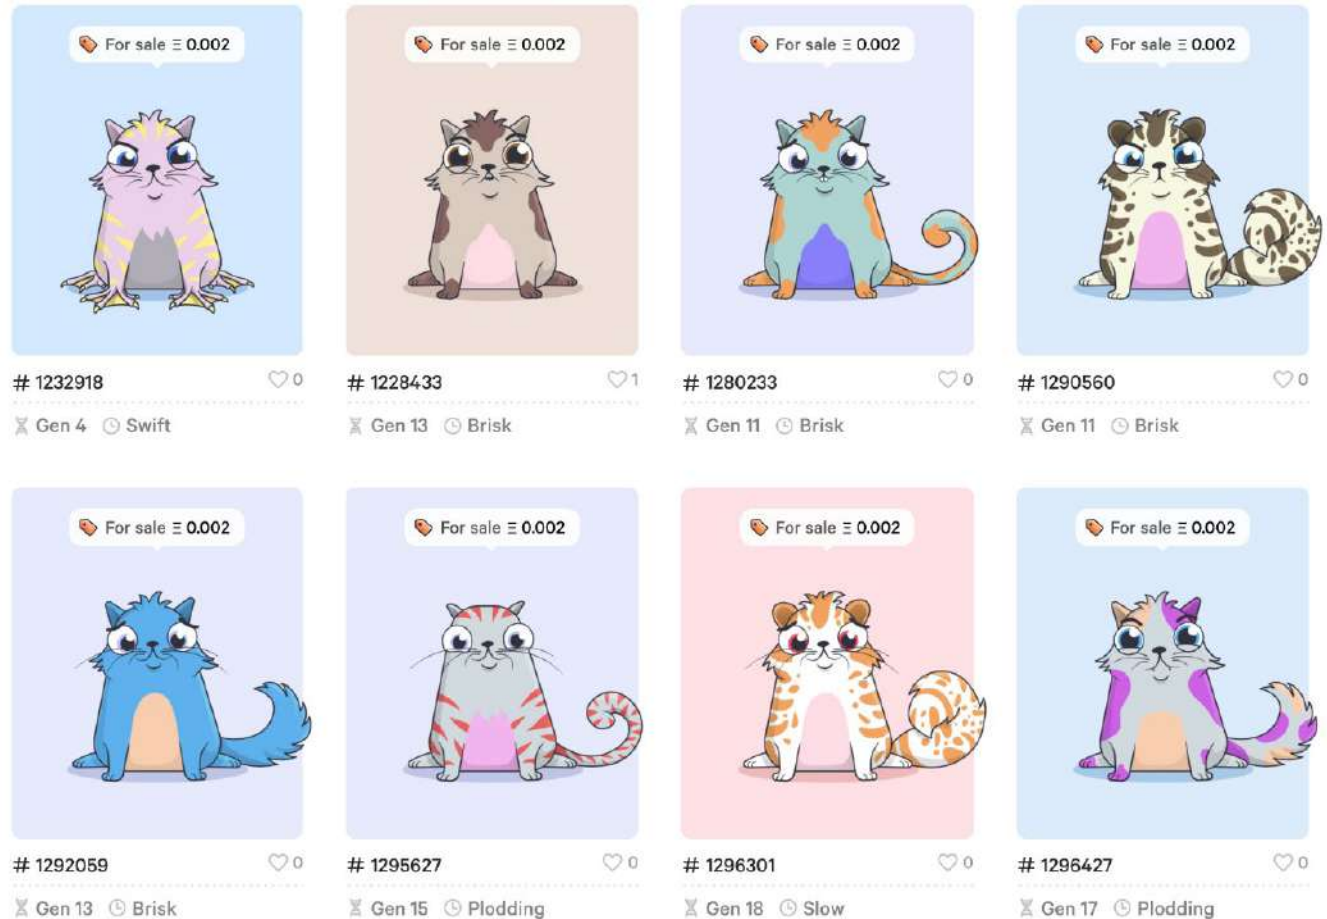 For sale Ξ 0.002
For sale Ξ 0.002
For sale Ξ 0.002
For sale Ξ 0.002
# 1232918 0
# 1228433 1
# 1280233 0
# 1290560 0
Gen 4 Swift
Gen 13 Brisk
Gen 11 Brisk
Gen 11 Brisk
For sale Ξ 0.002
For sale Ξ 0.002
For sale Ξ 0.002
For sale Ξ 0.002
# 1292059 0
# 1295627 0
# 1296301 0
# 1296427 0
Gen 13 Brisk
Gen 15 Plodding
Gen 18 Slow
Gen 17 Plodding